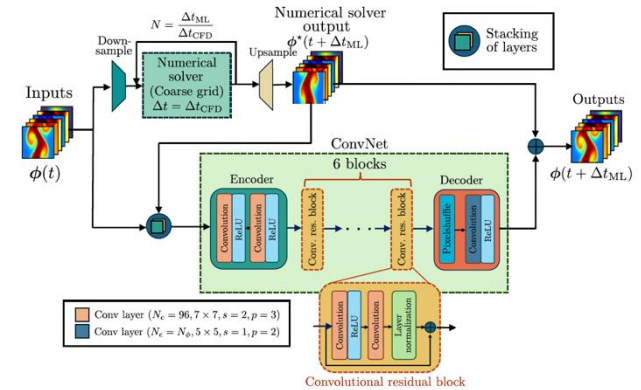 N = Δt_ML / Δt_CFD
Down-
sample
Numerical
solver
(Coarse grid)
Δt = Δt_CFD
Upsample
Numerical solver
output
ϕ*(t + Δt_ML)
Stacking
of layers
Inputs
ϕ(t)
Outputs
ϕ(t + Δt_ML)
ConvNet
6 blocks
Encoder
Convolution
ReLU
Convolution
ReLU
Conv. res. block
. . . .
Conv. res. block
Decoder
Pixelshuffle
Convolution
ReLU
Conv layer (N_c = 96, 7 × 7, s = 2, p = 3)
Conv layer (N_c = N_ϕ, 5 × 5, s = 1, p = 2)
Convolution
ReLU
Convolution
Layer
normalization
Convolutional residual block